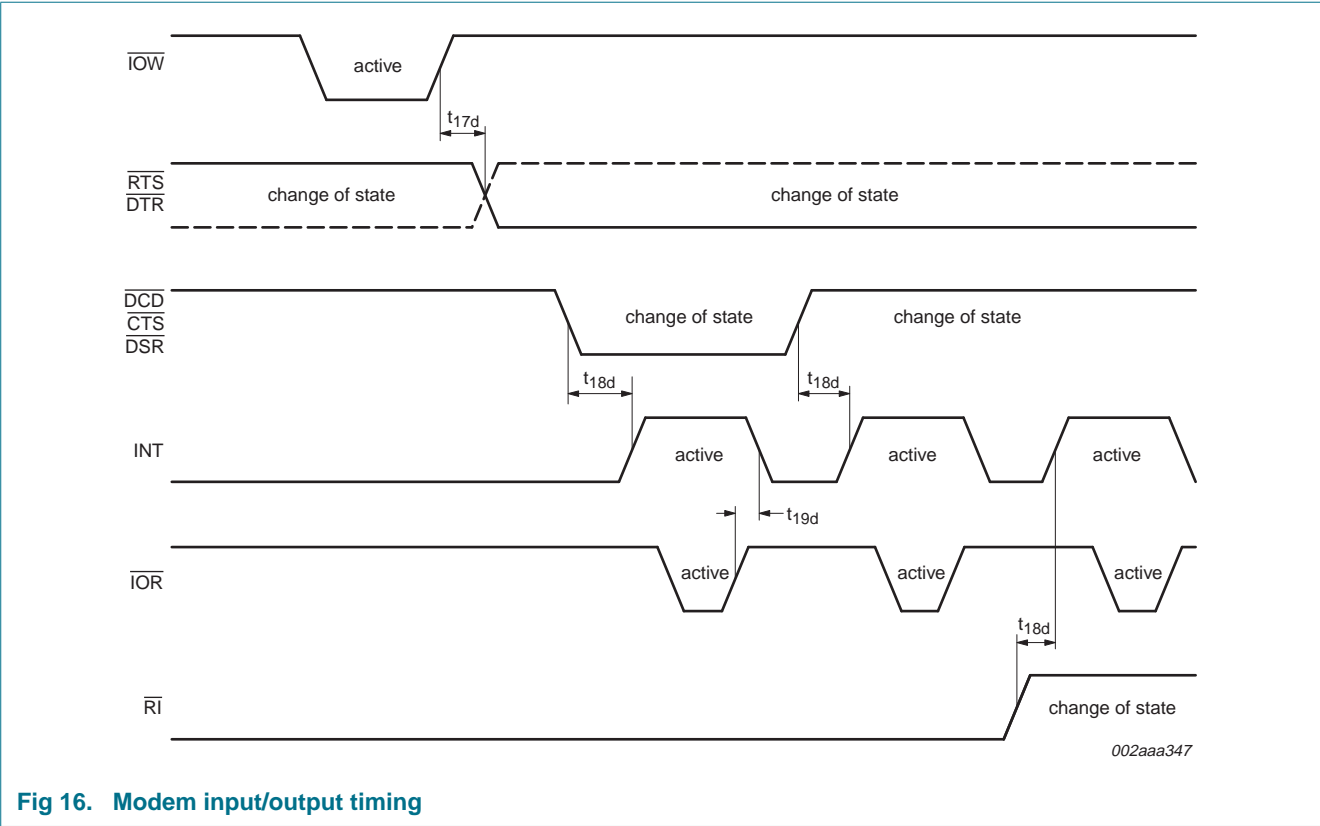 IOW
active
t17d
RTS
DTR
change of state
change of state
DCD
CTS
DSR
change of state
change of state
t18d
t18d
INT
active
active
active
t19d
IOR
active
active
active
t18d
RI
change of state
002aaa347
Fig 16. Modem input/output timing